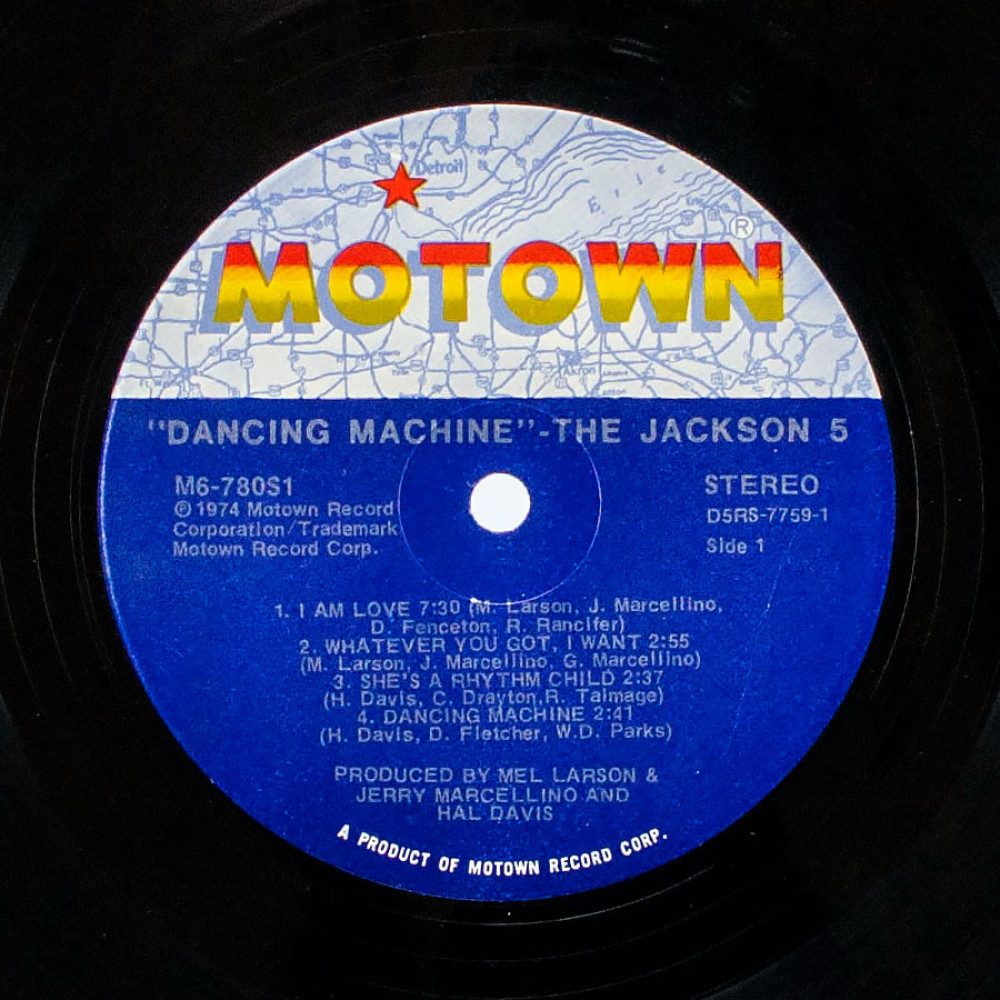 Detroit
Erie
®
MOTOWN
Akron
"DANCING MACHINE"-THE JACKSON 5
M6-780S1
℗ 1974 Motown Record
Corporation/Trademark
Motown Record Corp.
STEREO
D5RS-7759-1
Side 1
1. I AM LOVE 7:30 (M. Larson, J. Marcellino,
D. Fenceton, R. Rancifer)
2. WHATEVER YOU GOT, I WANT 2:55
(M. Larson, J. Marcellino, G. Marcellino)
3. SHE'S A RHYTHM CHILD 2:37
(H. Davis, C. Drayton,R. Talmage)
4. DANCING MACHINE 2:41
(H. Davis, D. Fletcher, W.D. Parks)
PRODUCED BY MEL LARSON &
JERRY MARCELLINO AND
HAL DAVIS
A PRODUCT OF MOTOWN RECORD CORP.